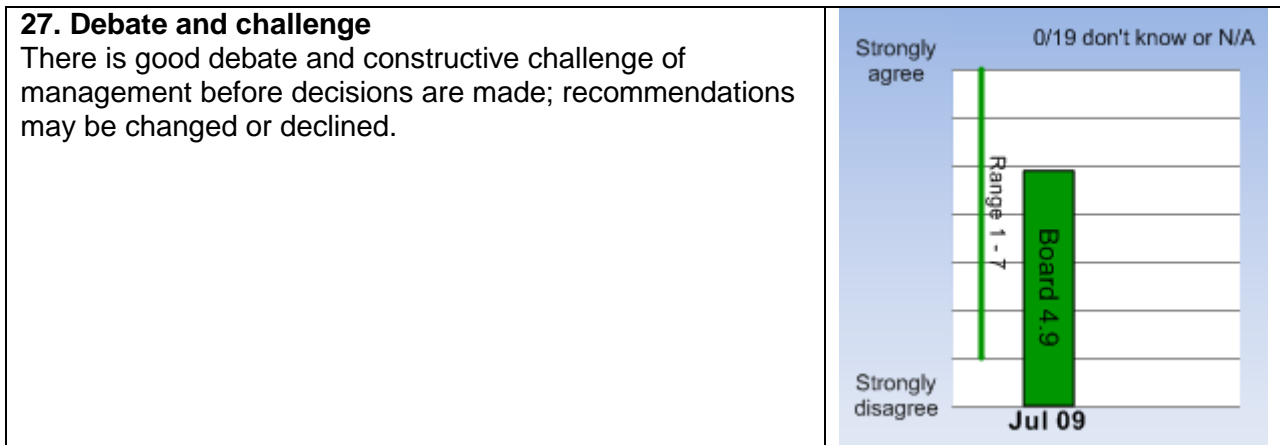 27. Debate and challenge
There is good debate and constructive challenge of
management before decisions are made; recommendations
may be changed or declined.
0/19 don't know or N/A
Strongly
agree
Range 1 - 7
Board 4.9
Strongly
disagree
Jul 09